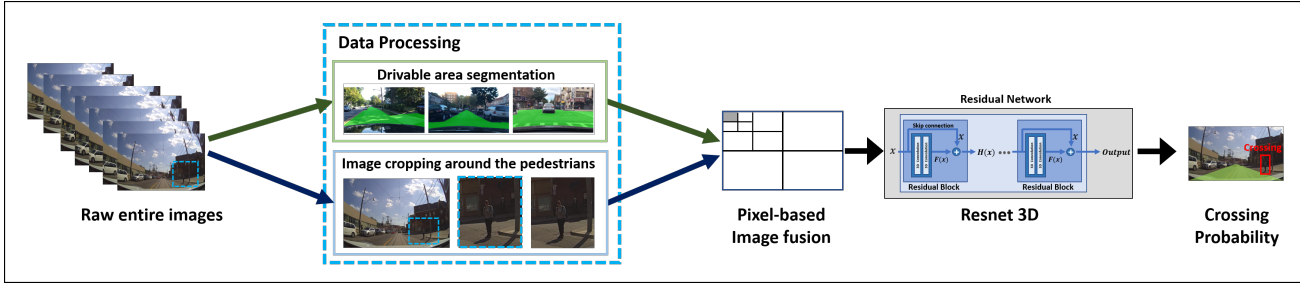 Data Processing
Drivable area segmentation
Image cropping around the pedestrians
Raw entire images
Pixel-based
Image fusion
Residual Network
Skip connection
X
X
X
F(x)
H(x)
F(x)
Output
Residual Block
Residual Block
Resnet 3D
Crossing
Crossing
Probability